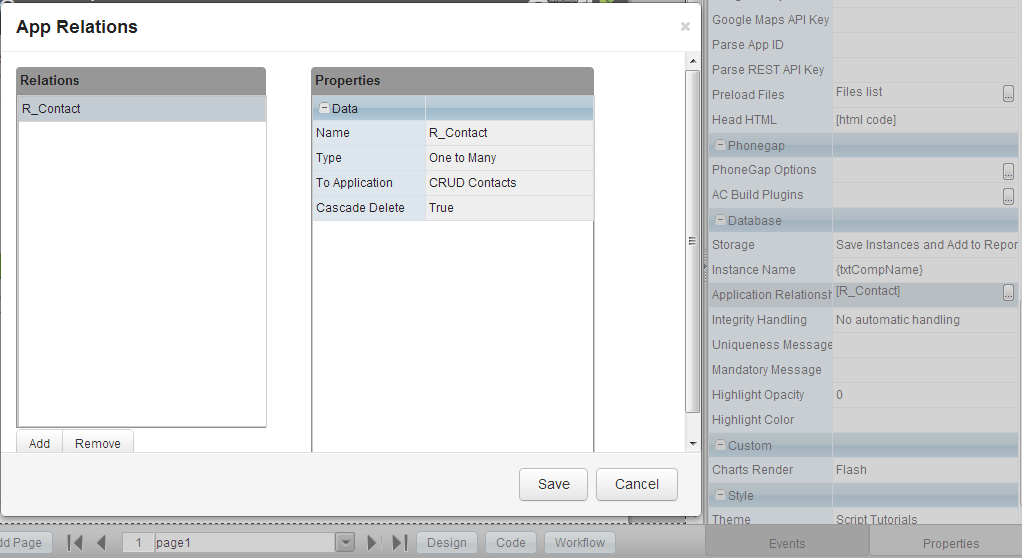 App Relations
×
Relations
R_Contact
Add
Remove
Properties
Data
Name R_Contact
Type One to Many
To Application CRUD Contacts
Cascade Delete True
Save
Cancel
Google Maps API Key
Parse App ID
Parse REST API Key
Preload Files Files list ...
Head HTML [html code]
Phonegap
PhoneGap Options ...
AC Build Plugins ...
Database
Storage Save Instances and Add to Repor
Instance Name {txtCompName}
Application Relationsh [R_Contact] ...
Integrity Handling No automatic handling
Uniqueness Message
Mandatory Message
Highlight Opacity 0
Highlight Color
Custom
Charts Render Flash
Style
Theme Script Tutorials
dd Page
1
page1
Design
Code
Workflow
Events
Properties